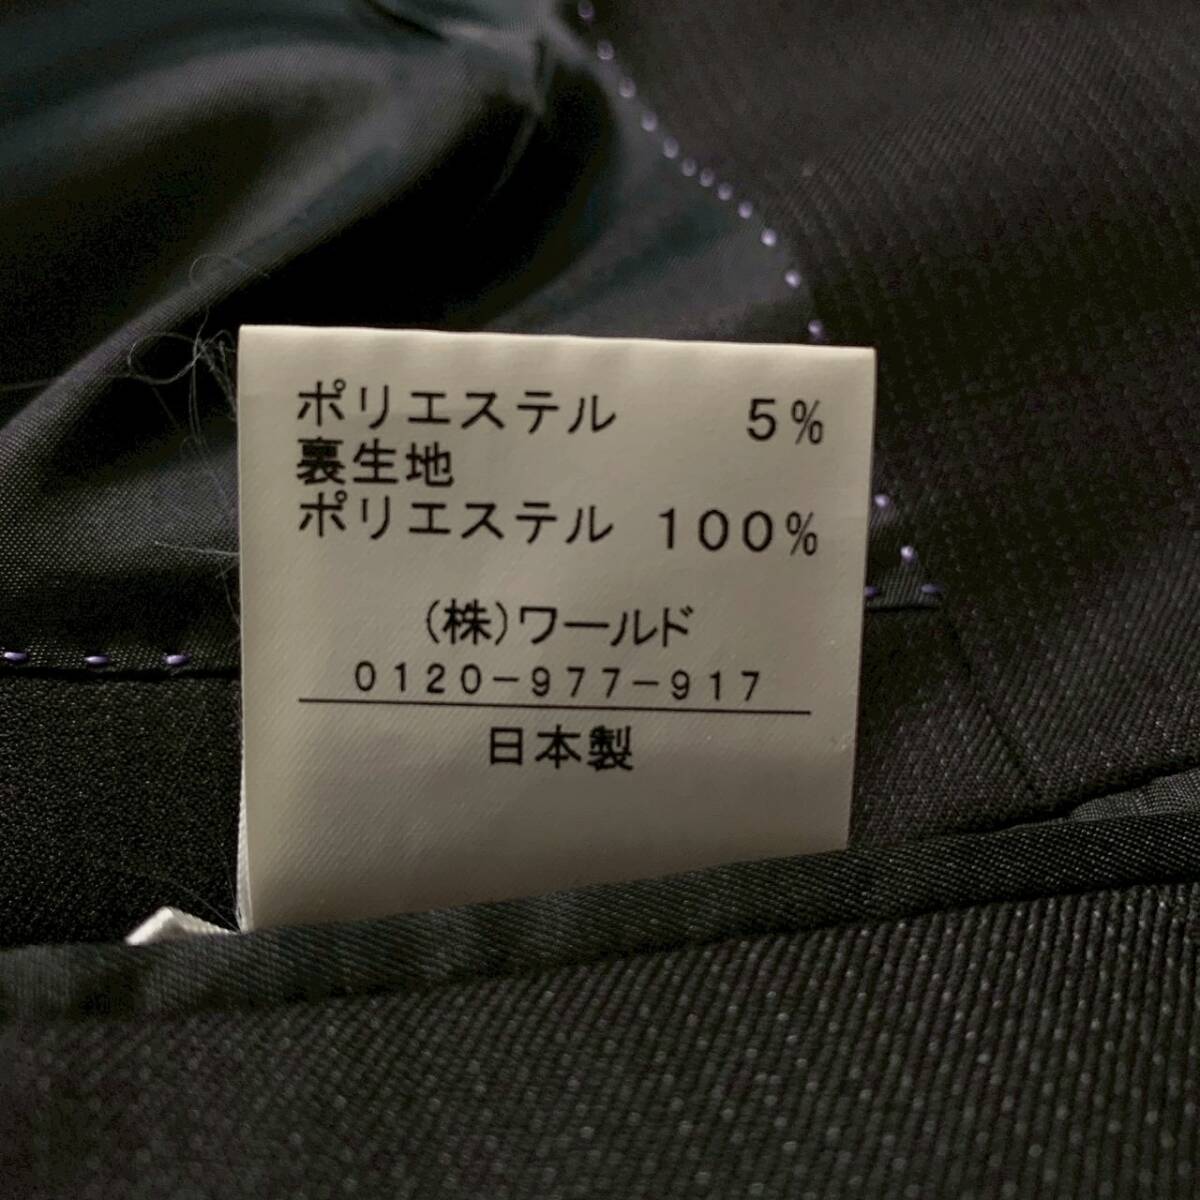 ポリエステル 5%
裏生地
ポリエステル 100%
(株)ワールド
0120-977-917
日本製